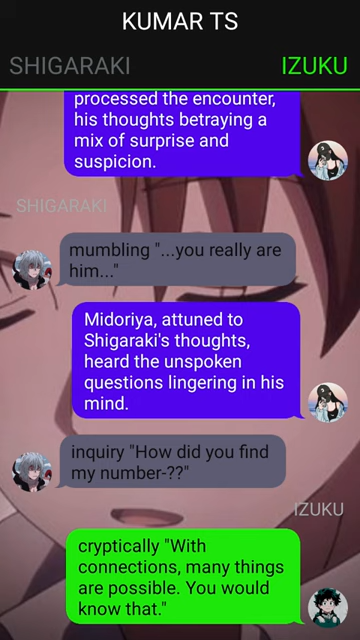 KUMAR TS
SHIGARAKI
IZUKU
processed the encounter,
his thoughts betraying a
mix of surprise and
suspicion.
SHIGARAKI
mumbling "...you really are
him..."
Midoriya, attuned to
Shigaraki's thoughts,
heard the unspoken
questions lingering in his
mind.
inquiry "How did you find
my number-??"
IZUKU
cryptically "With
connections, many things
are possible. You would
know that."